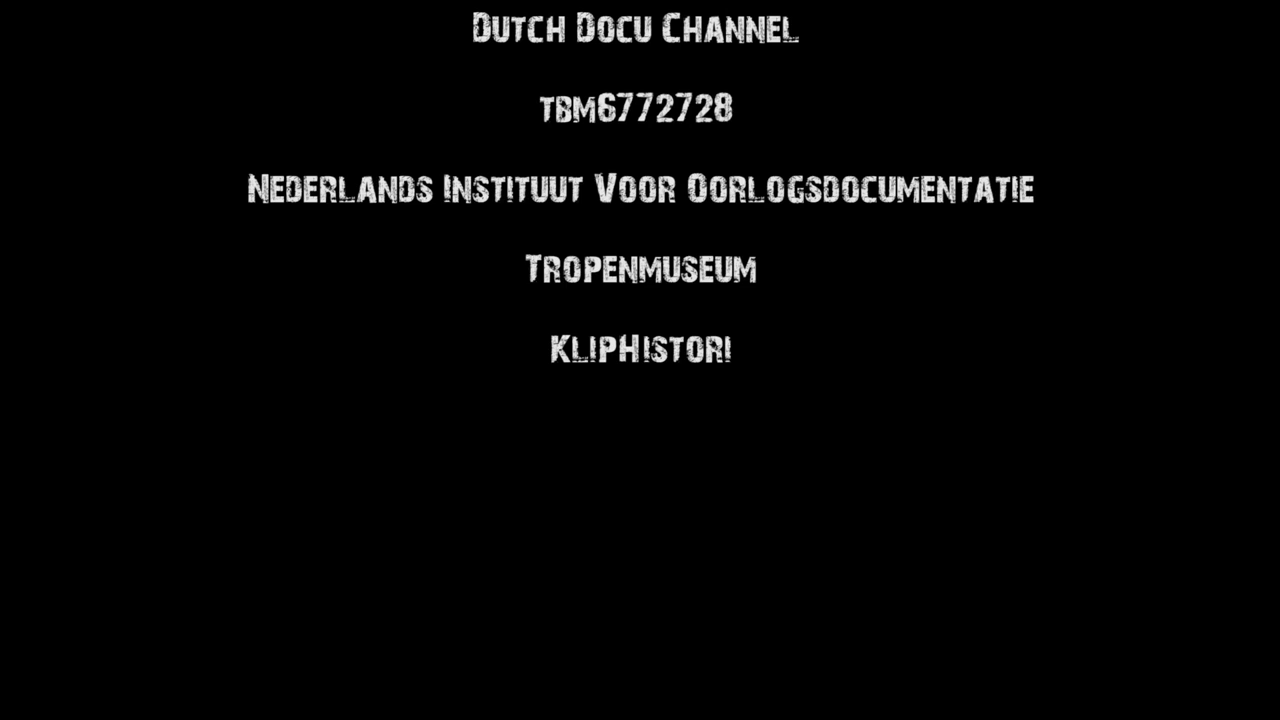 Dutch Docu Channel
tbm6772728
Nederlands Instituut Voor Oorlogsdocumentatie
Tropenmuseum
KlipHistori